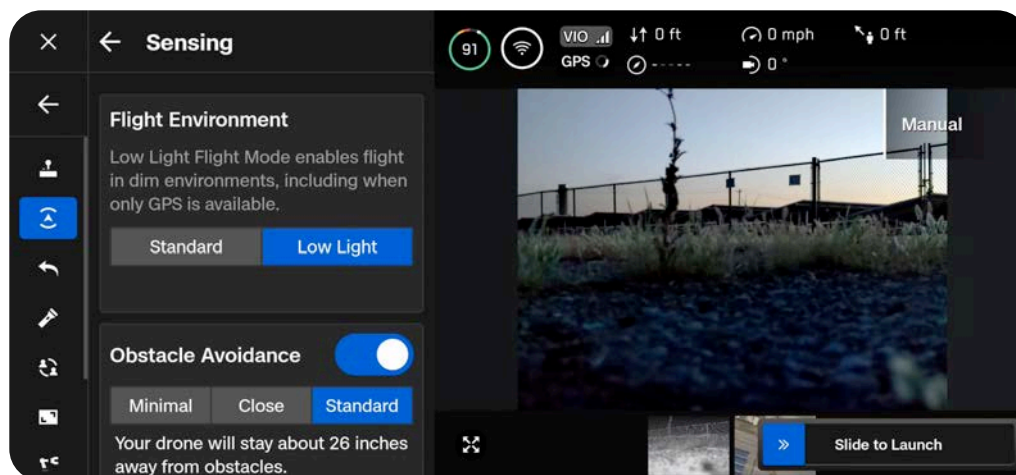 Sensing
Flight Environment
Low Light Flight Mode enables flight
in dim environments, including when
only GPS is available.
Standard Low Light
Obstacle Avoidance
Minimal Close Standard
Your drone will stay about 26 inches
away from obstacles.
91 VIO 0 ft 0 mph 0 ft
GPS ----- 0 °
Manual
Slide to Launch